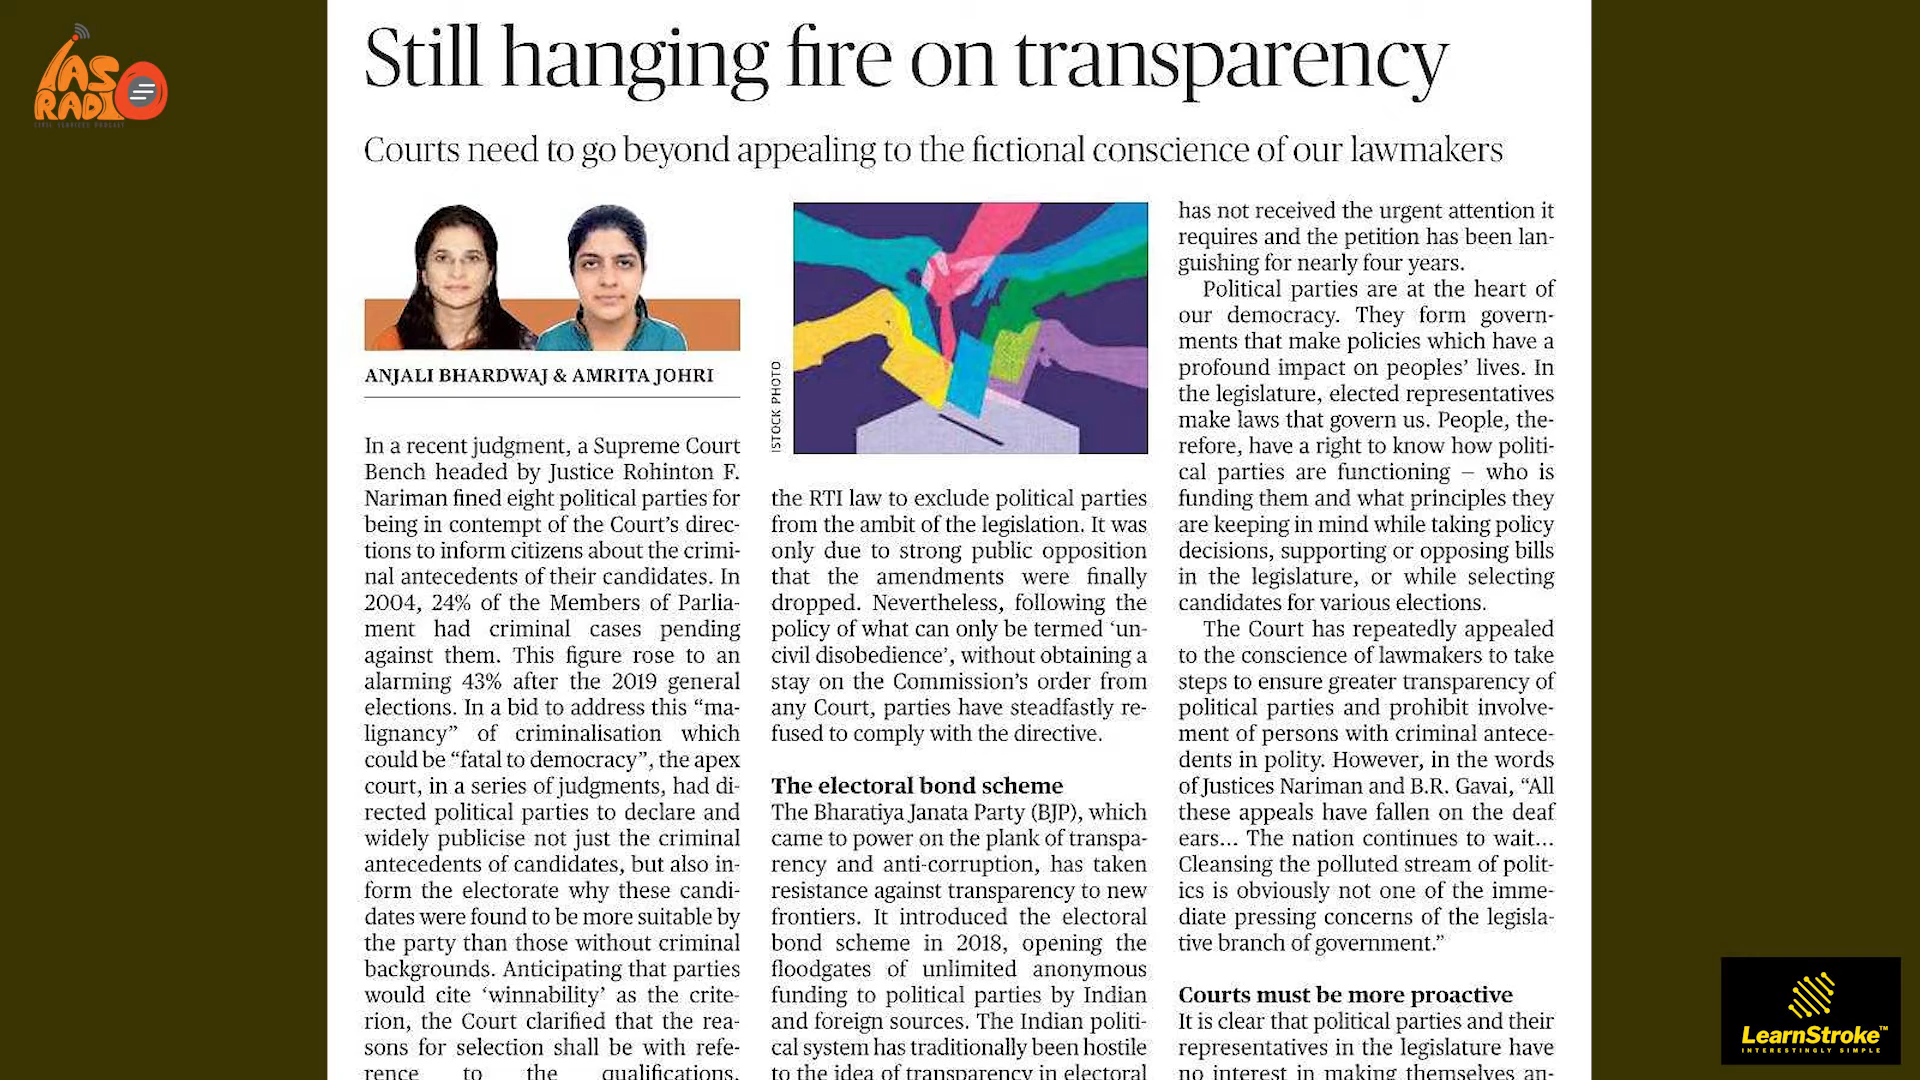 IAS
RADIO
Still hanging fire on transparency
Courts need to go beyond appealing to the fictional conscience of our lawmakers
ANJALI BHARDWAJ & AMRITA JOHRI
In a recent judgment, a Supreme Court
Bench headed by Justice Rohinton F.
Nariman fined eight political parties for
being in contempt of the Court's direc-
tions to inform citizens about the crimi-
nal antecedents of their candidates. In
2004, 24% of the Members of Parlia-
ment had criminal cases pending
against them. This figure rose to an
alarming 43% after the 2019 general
elections. In a bid to address this “ma-
lignancy” of criminalisation which
could be “fatal to democracy”, the apex
court, in a series of judgments, had di-
rected political parties to declare and
widely publicise not just the criminal
antecedents of candidates, but also in-
form the electorate why these candi-
dates were found to be more suitable by
the party than those without criminal
backgrounds. Anticipating that parties
would cite ‘winnability’ as the crite-
rion, the Court clarified that the rea-
sons for selection shall be with refe-
rence to the qualifications,
ISTOCK PHOTO
the RTI law to exclude political parties
from the ambit of the legislation. It was
only due to strong public opposition
that the amendments were finally
dropped. Nevertheless, following the
policy of what can only be termed ‘un-
civil disobedience’, without obtaining a
stay on the Commission's order from
any Court, parties have steadfastly re-
fused to comply with the directive.
The electoral bond scheme
The Bharatiya Janata Party (BJP), which
came to power on the plank of transpa-
rency and anti-corruption, has taken
resistance against transparency to new
frontiers. It introduced the electoral
bond scheme in 2018, opening the
floodgates of unlimited anonymous
funding to political parties by Indian
and foreign sources. The Indian politi-
cal system has traditionally been hostile
to the idea of transparency in electoral
has not received the urgent attention it
requires and the petition has been lan-
guishing for nearly four years.
Political parties are at the heart of
our democracy. They form govern-
ments that make policies which have a
profound impact on peoples' lives. In
the legislature, elected representatives
make laws that govern us. People, the-
refore, have a right to know how politi-
cal parties are functioning – who is
funding them and what principles they
are keeping in mind while taking policy
decisions, supporting or opposing bills
in the legislature, or while selecting
candidates for various elections.
The Court has repeatedly appealed
to the conscience of lawmakers to take
steps to ensure greater transparency of
political parties and prohibit involve-
ment of persons with criminal antece-
dents in polity. However, in the words
of Justices Nariman and B.R. Gavai, “All
these appeals have fallen on the deaf
ears... The nation continues to wait...
Cleansing the polluted stream of polit-
ics is obviously not one of the imme-
diate pressing concerns of the legisla-
tive branch of government.”
Courts must be more proactive
It is clear that political parties and their
representatives in the legislature have
no interest in making themselves an-
LearnStroke™
INTERESTINGLY SIMPLE